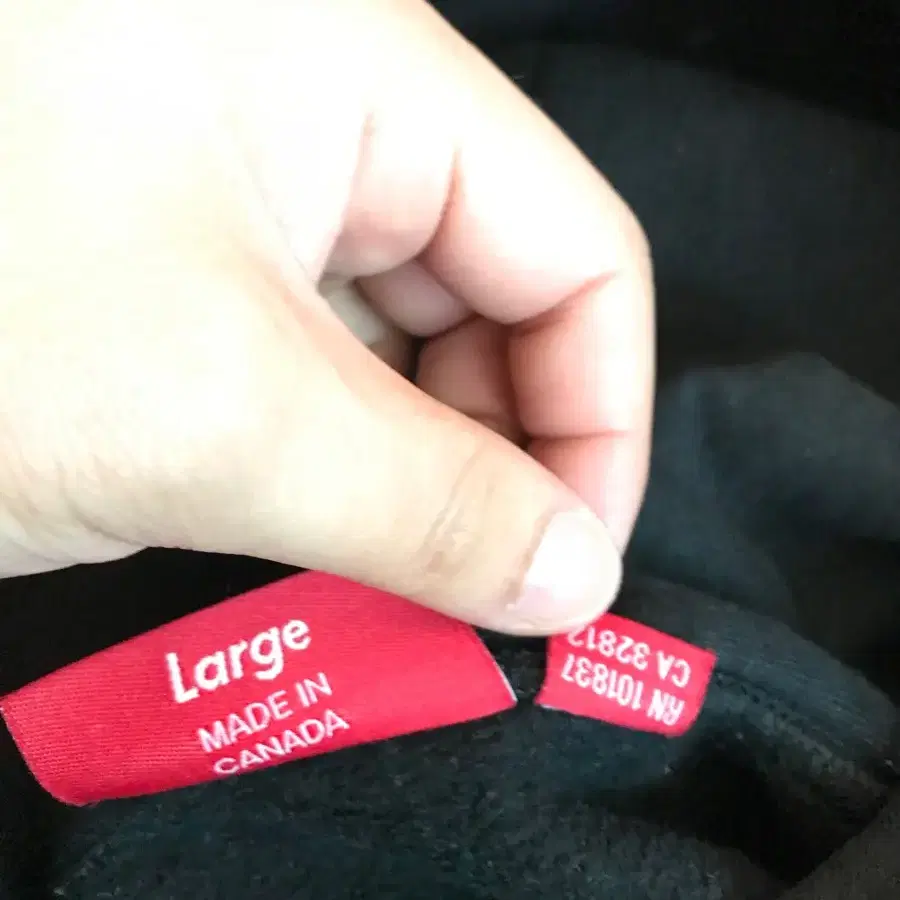 Large
MADE IN
CANADA
RN 101837
CA 32812